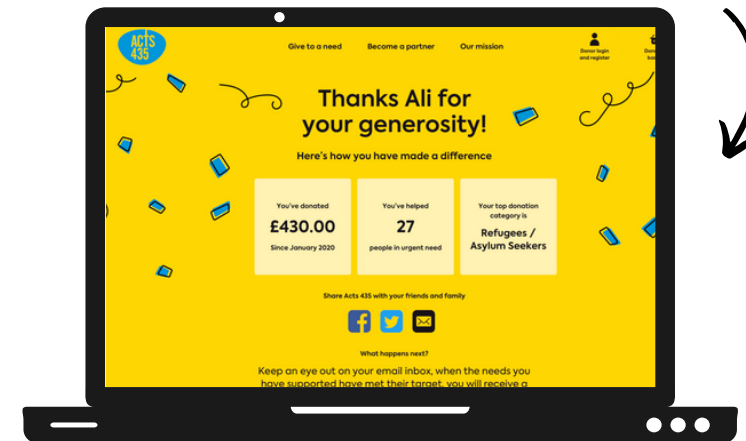 ACTS
435
Give to a need Become a partner Our mission
Donor login
and register
Thanks Ali for
your generosity!
Here's how you have made a difference
You've donated
£430.00
Since January 2020
You've helped
27
people in urgent need
Your top donation
category is
Refugees /
Asylum Seekers
Share Acts 435 with your friends and family
What happens next?
Keep an eye out on your email inbox, when the needs you
have supported have met their target, you will receive a